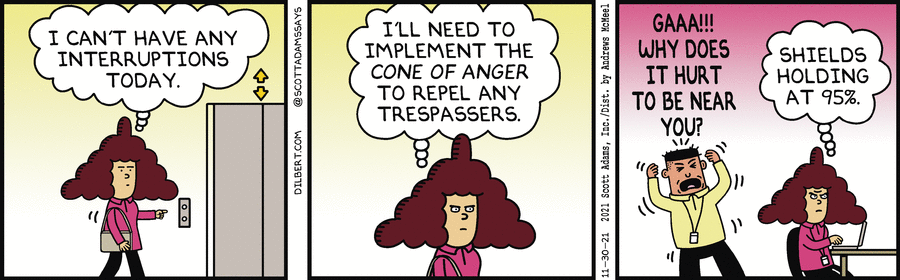 I CAN'T HAVE ANY
INTERRUPTIONS
TODAY.
DILBERT.COM @SCOTTADAMSSAYS
I'LL NEED TO
IMPLEMENT THE
CONE OF ANGER
TO REPEL ANY
TRESPASSERS.
11-30-21 2021 Scott Adams, Inc./Dist. by Andrews McMeel
GAAA!!!
WHY DOES
IT HURT
TO BE NEAR
YOU?
SHIELDS
HOLDING
AT 95%.